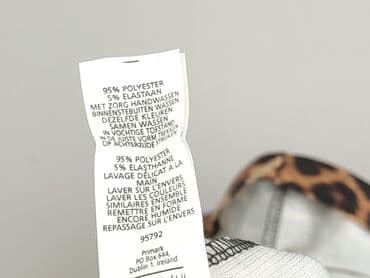 95% POLYESTER
5% ELASTAAN
MET ZORG HANDWASSEN
BINNENSTEBUITEN WASSEN
DEZELFDE KLEUREN
SAMEN WASSEN
IN VOCHTIGE TOESTAND
IN DE JUISTE VORM TREKKEN
OP ACHTERZIJDE STRIJKEN
95% POLYESTER
5% ELASTHANNE
LAVAGE DÉLICAT A LA
MAIN
LAVER SUR L'ENVERS
LAVER LES COULEURS
SIMILAIRES ENSEMBLE
REMETTRE EN FORME
ENCORE HUMIDE
REPASSAGE SUR L'ENVERS
95792
Primark
PO Box 644,
Dublin 1. Ireland.